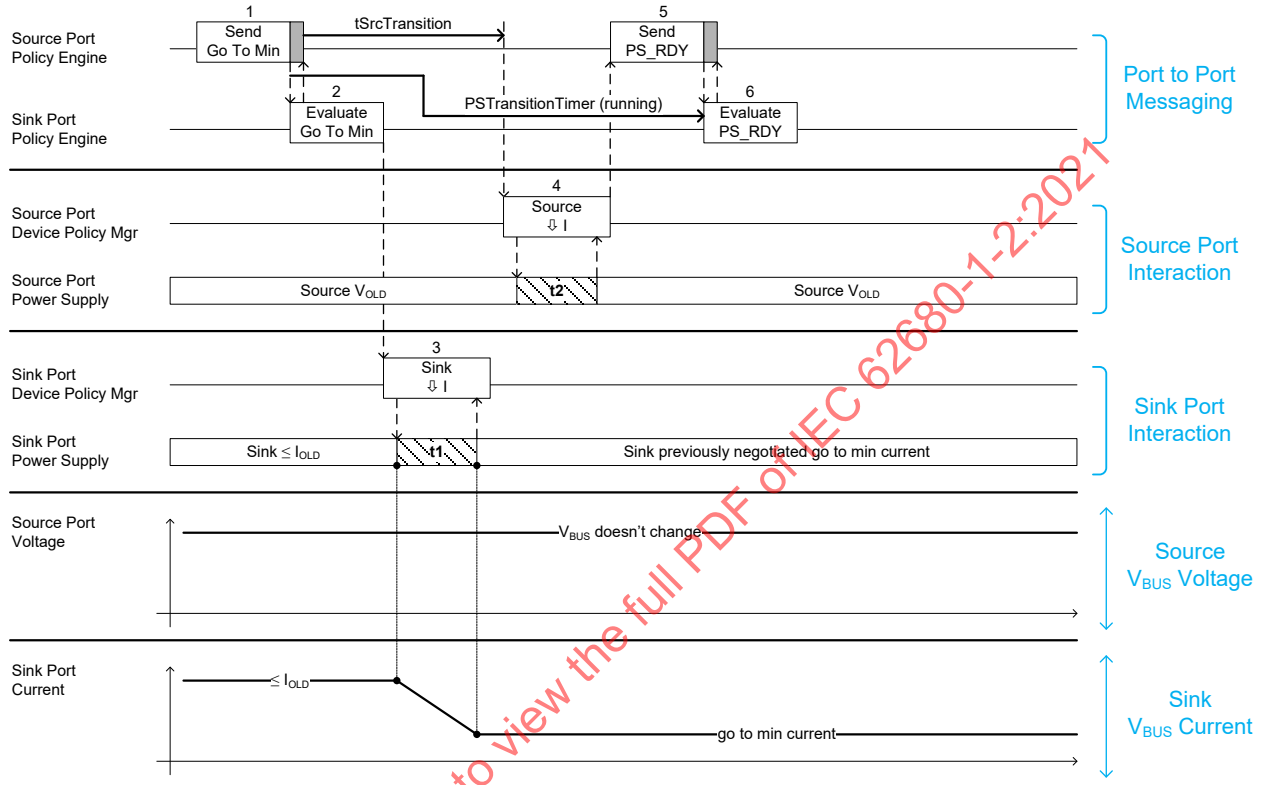 1
Send
Go To Min
tSrcTransition
5
Send
PS_RDY
Source Port
Policy Engine
Port to Port
Messaging
2
Evaluate
Go To Min
PSTransitionTimer (running)
6
Evaluate
PS_RDY
Sink Port
Policy Engine
4
Source
⇩ I
Source Port
Device Policy Mgr
Source Port
Interaction
Source Port
Power Supply
Source VOLD
t2
Source VOLD
3
Sink
⇩ I
Sink Port
Device Policy Mgr
Sink Port
Interaction
Sink Port
Power Supply
Sink ≤ IOLD
t1
Sink previously negotiated go to min current
Source Port
Voltage
VBUS doesn't change
Source
VBUS Voltage
Sink Port
Current
≤ IOLD
go to min current
Sink
VBUS Current
to view the full PDF of IEC 62680-1-2:2021